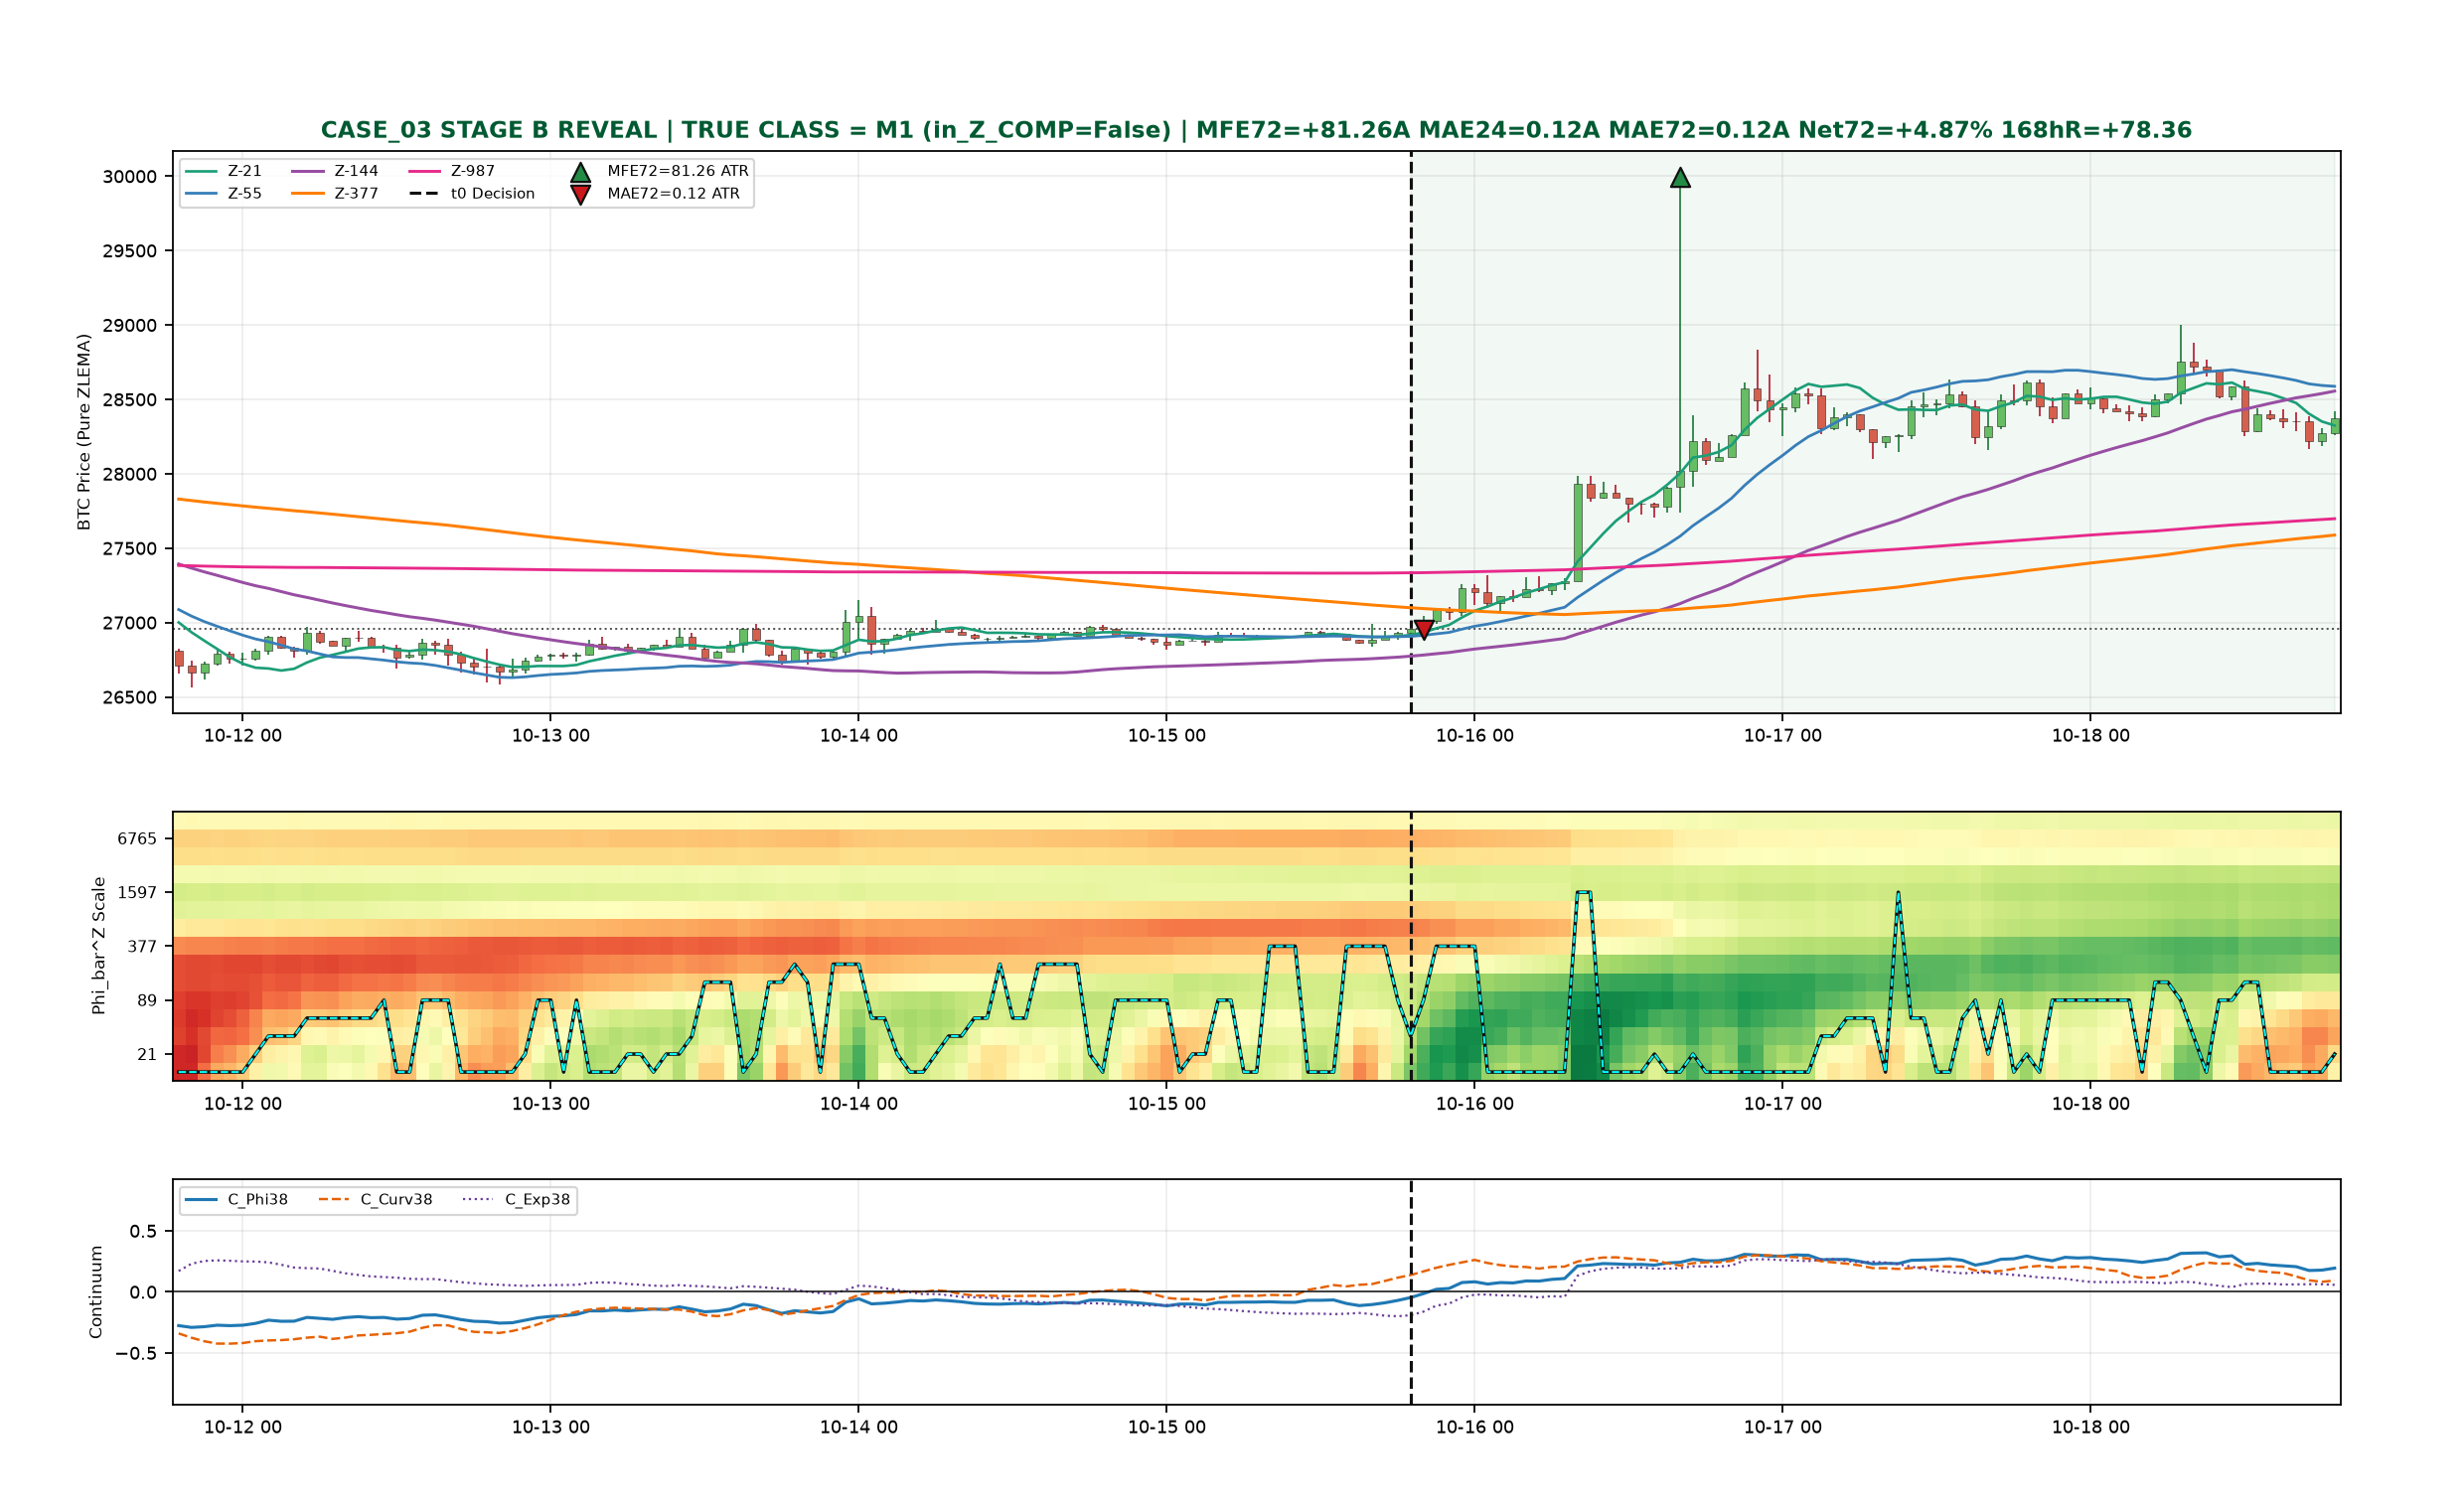 CASE_03 STAGE B REVEAL | TRUE CLASS = M1 (in_Z_COMP=False) | MFE72=+81.26A MAE24=0.12A MAE72=0.12A Net72=+4.87% 168hR=+78.36
Z-21 Z-144 Z-987 MFE72=81.26 ATR
Z-55 Z-377 t0 Decision MAE72=0.12 ATR
BTC Price (Pure ZLEMA)
30000
29500
29000
28500
28000
27500
27000
26500
10-12 00 10-13 00 10-14 00 10-15 00 10-16 00 10-17 00 10-18 00
Phi_bar^Z Scale
6765
1597
377
89
21
10-12 00 10-13 00 10-14 00 10-15 00 10-16 00 10-17 00 10-18 00
C_Phi38 C_Curv38 C_Exp38
Continuum
0.5
0.0
−0.5
10-12 00 10-13 00 10-14 00 10-15 00 10-16 00 10-17 00 10-18 00